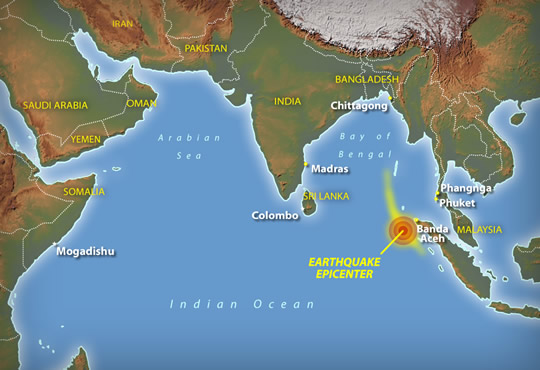 IRAN
PAKISTAN
BANGLADESH
SAUDI ARABIA
OMAN
INDIA
Chittagong
YEMEN
Arabian
Sea
Bay of
Bengal
Madras
SOMALIA
SRI LANKA
Phangnga
Phuket
Colombo
Banda
Aceh
MALAYSIA
Mogadishu
EARTHQUAKE
EPICENTER
Indian Ocean